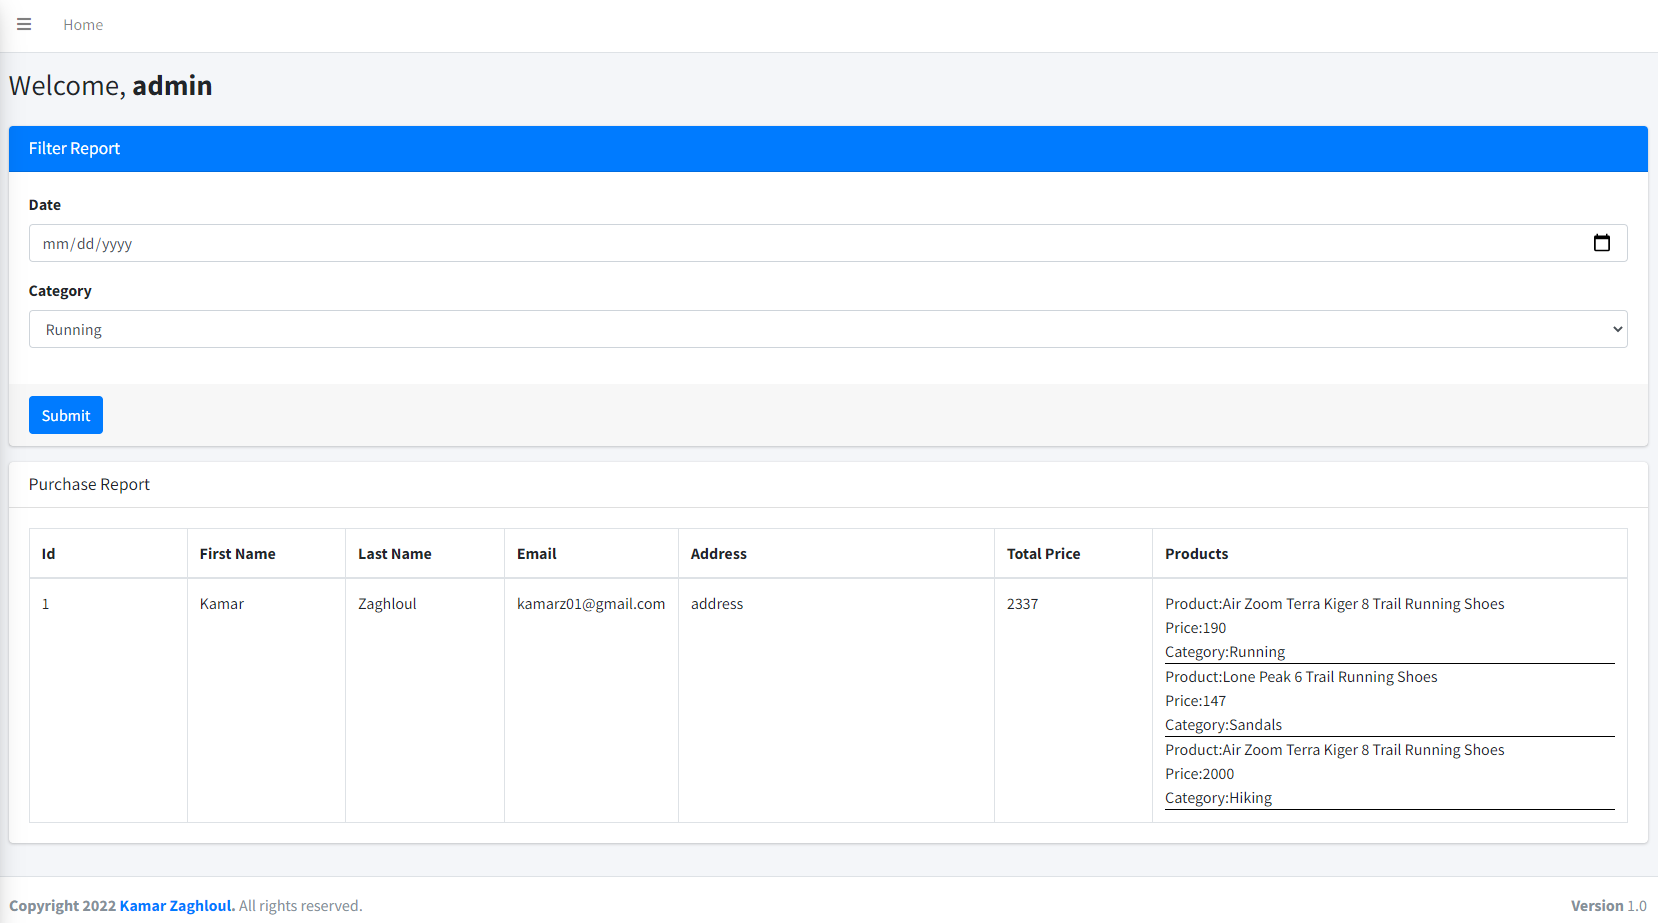 Home
Welcome, admin
Filter Report
Date
mm/dd/yyyy
Category
Running
Submit
Purchase Report
Id First Name Last Name Email Address Total Price Products
1 Kamar Zaghloul kamarz01@gmail.com address 2337 Product:Air Zoom Terra Kiger 8 Trail Running Shoes
Price:190
Category:Running
Product:Lone Peak 6 Trail Running Shoes
Price:147
Category:Sandals
Product:Air Zoom Terra Kiger 8 Trail Running Shoes
Price:2000
Category:Hiking
Copyright 2022 Kamar Zaghloul. All rights reserved. Version 1.0